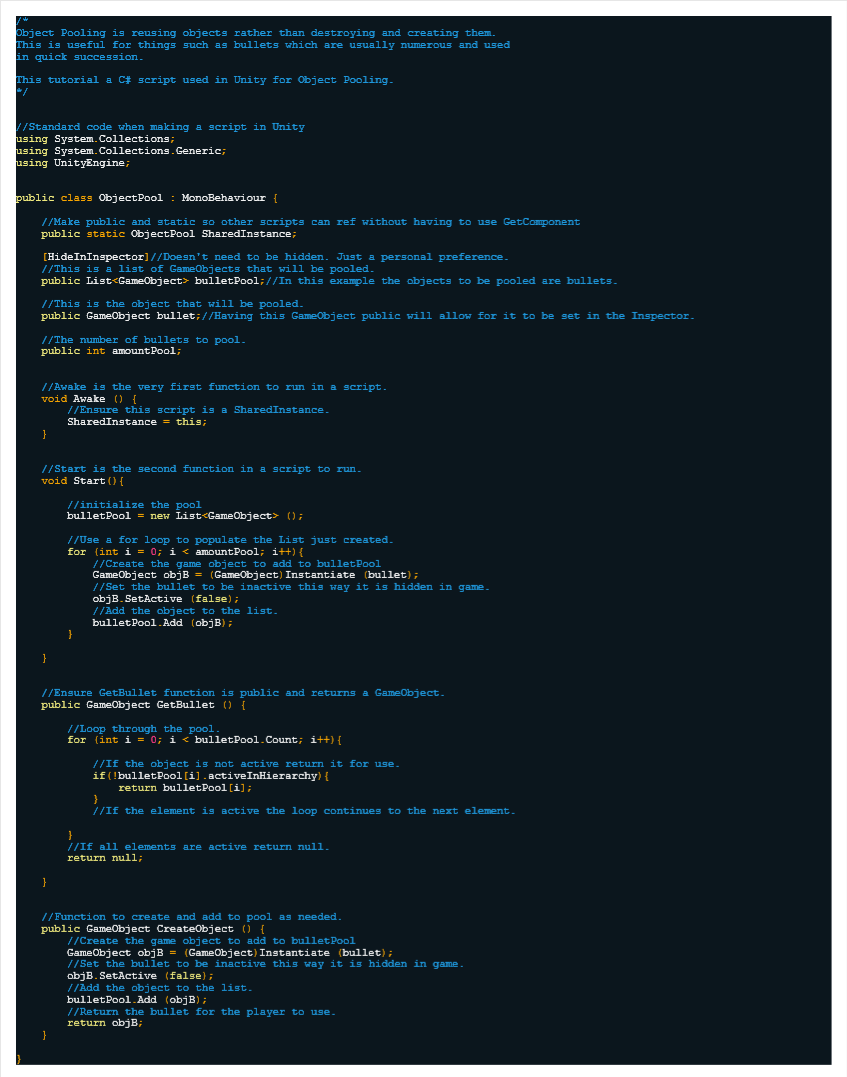 /*
Object Pooling is reusing objects rather than destroying and creating them.
This is useful for things such as bullets which are usually numerous and used
in quick succession.

This tutorial a C# script used in Unity for Object Pooling.
*/


//Standard code when making a script in Unity
using System.Collections;
using System.Collections.Generic;
using UnityEngine;


public class ObjectPool : MonoBehaviour {

    //Make public and static so other scripts can ref without having to use GetComponent
    public static ObjectPool SharedInstance;

    [HideInInspector]//Doesn't need to be hidden. Just a personal preference.
    //This is a list of GameObjects that will be pooled.
    public List<GameObject> bulletPool;//In this example the objects to be pooled are bullets.

    //This is the object that will be pooled.
    public GameObject bullet;//Having this GameObject public will allow for it to be set in the Inspector.

    //The number of bullets to pool.
    public int amountPool;


    //Awake is the very first function to run in a script.
    void Awake () {
        //Ensure this script is a SharedInstance.
        SharedInstance = this;
    }


    //Start is the second function in a script to run.
    void Start(){

        //initialize the pool
        bulletPool = new List<GameObject> ();

        //Use a for loop to populate the List just created.
        for (int i = 0; i < amountPool; i++){
            //Create the game object to add to bulletPool
            GameObject objB = (GameObject)Instantiate (bullet);
            //Set the bullet to be inactive this way it is hidden in game.
            objB.SetActive (false);
            //Add the object to the list.
            bulletPool.Add (objB);
        }

    }


    //Ensure GetBullet function is public and returns a GameObject.
    public GameObject GetBullet () {

        //Loop through the pool.
        for (int i = 0; i < bulletPool.Count; i++){

            //If the object is not active return it for use.
            if(!bulletPool[i].activeInHierarchy){
                return bulletPool[i];
            }
            //If the element is active the loop continues to the next element.

        }
        //If all elements are active return null.
        return null;

    }


    //Function to create and add to pool as needed.
    public GameObject CreateObject () {
        //Create the game object to add to bulletPool
        GameObject objB = (GameObject)Instantiate (bullet);
        //Set the bullet to be inactive this way it is hidden in game.
        objB.SetActive (false);
        //Add the object to the list.
        bulletPool.Add (objB);
        //Return the bullet for the player to use.
        return objB;
    }

}